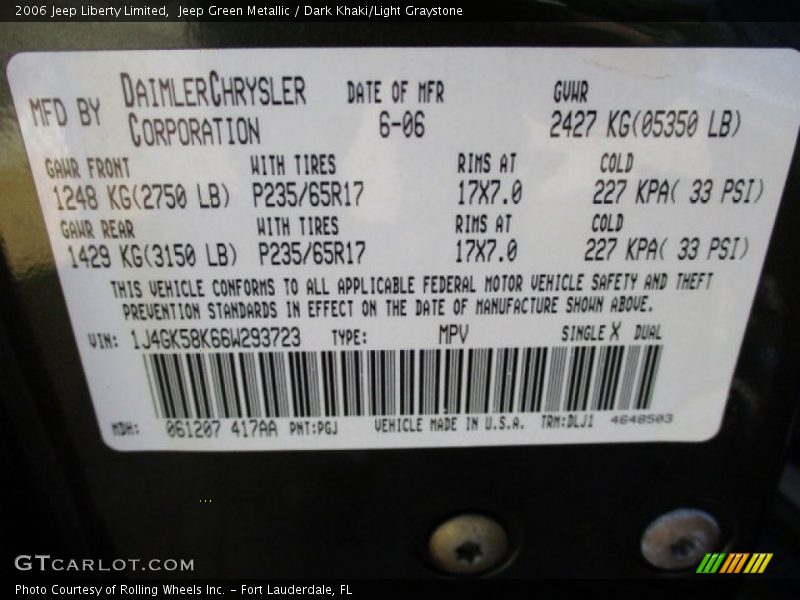 2006 Jeep Liberty Limited,  Jeep Green Metallic / Dark Khaki/Light Graystone
MFD BY DAIMLERCHRYSLER CORPORATION DATE OF MFR 6-06 GVWR 2427 KG(05350 LB)
GAWR FRONT WITH TIRES RIMS AT COLD
1248 KG(2750 LB) P235/65R17 17X7.0 227 KPA( 33 PSI)
GAWR REAR WITH TIRES RIMS AT COLD
1429 KG(3150 LB) P235/65R17 17X7.0 227 KPA( 33 PSI)
THIS VEHICLE CONFORMS TO ALL APPLICABLE FEDERAL MOTOR VEHICLE SAFETY AND THEFT
PREVENTION STANDARDS IN EFFECT ON THE DATE OF MANUFACTURE SHOWN ABOVE.
VIN: 1J4GK58K66W293723 TYPE: MPV SINGLE X DUAL
MDH: 061207 417AA PNT:PGJ VEHICLE MADE IN U.S.A. TRM:DLJ1 4648503
GTCARLOT.COM
Photo Courtesy of Rolling Wheels Inc. – Fort Lauderdale, FL